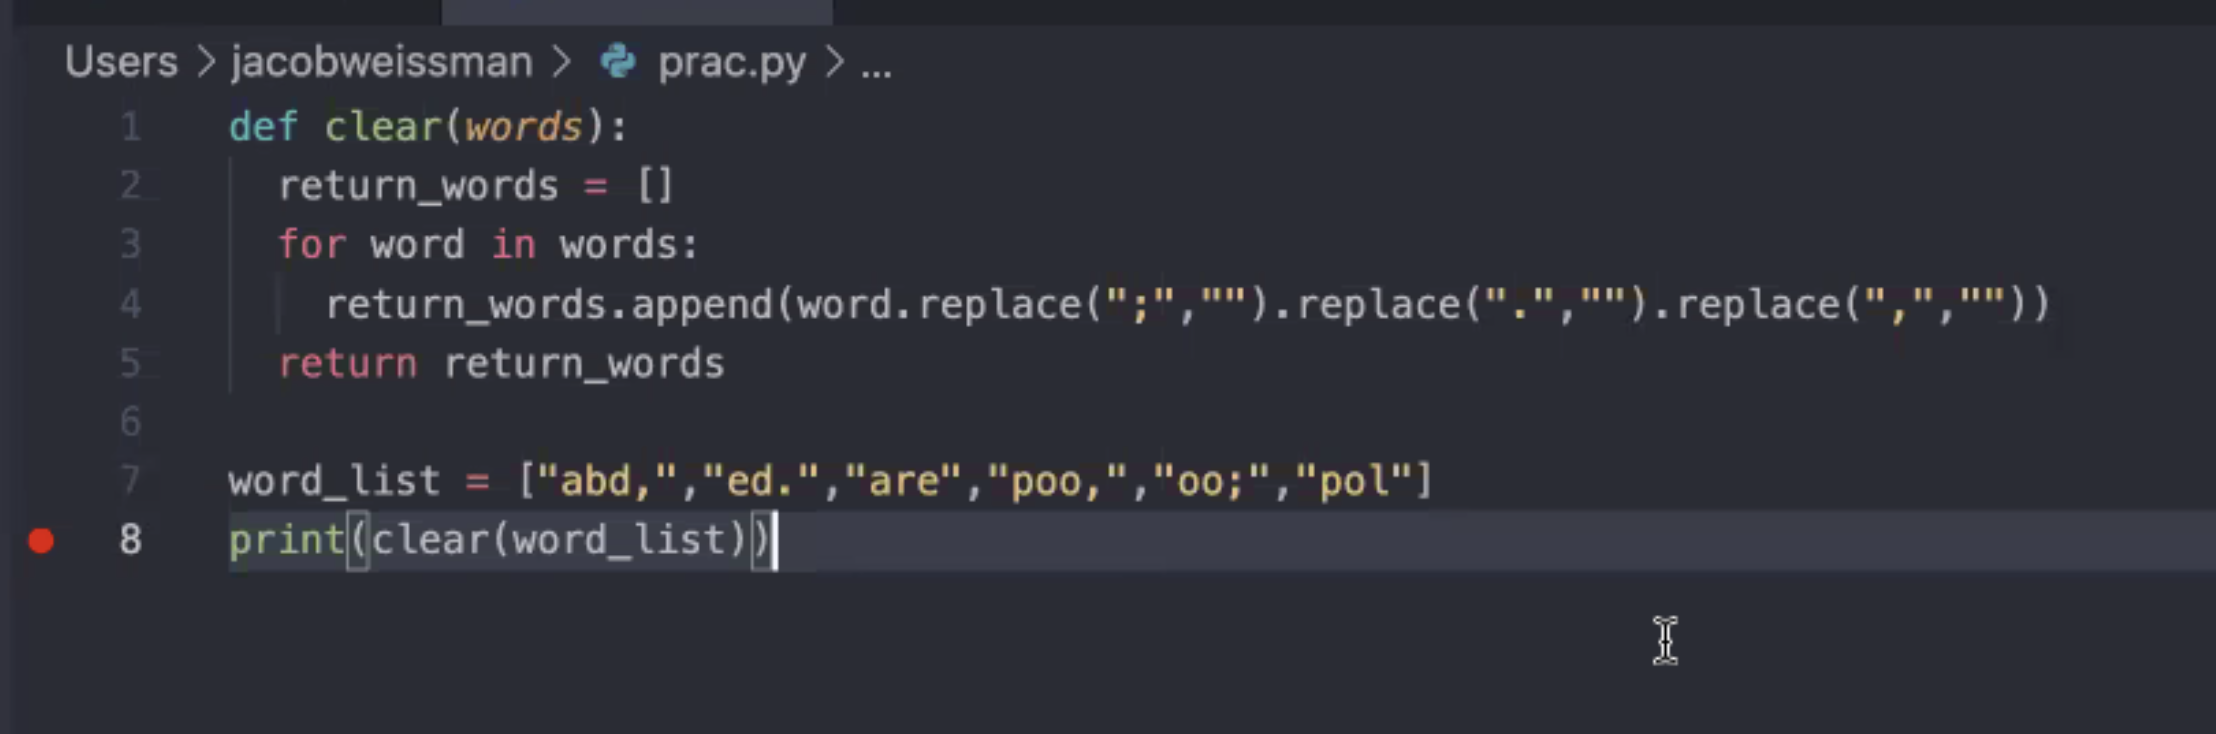 Users > jacobweissman > prac.py > ...
1 def clear(words):
2   return_words = []
3   for word in words:
4     return_words.append(word.replace(";","").replace(".","").replace(",",""))
5   return return_words
6
7 word_list = ["abd,","ed.","are","poo,","oo;","pol"]
8 print(clear(word_list))